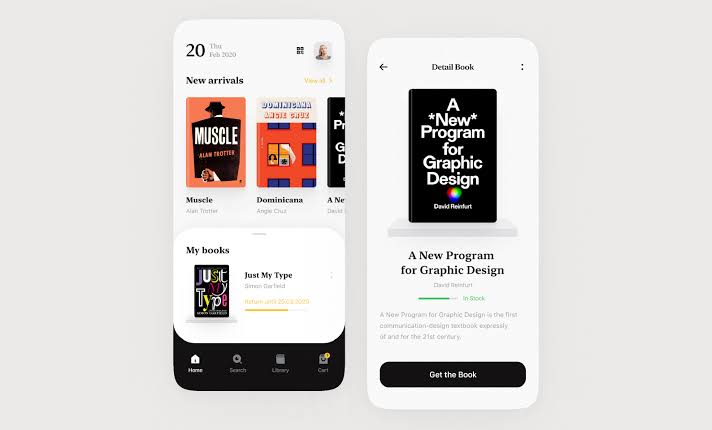 20
Thu
Feb 2020
New arrivals
View all
MUSCLE
ALAN TROTTER
DOMINICANA
ANGIE CRUZ
Muscle
Alan Trotter
Dominicana
Angie Cruz
A Ne
David
My books
Just My Type
SIMON GARFIELD
Just My Type
Simon Garfield
Return until 25.03.2020
Home
Search
Library
Cart
Detail Book
A
*New*
Program
for
Graphic
Design
David Reinfurt
A New Program
for Graphic Design
David Reinfurt
In Stock
A New Program for Graphic Design is the first
communication-design textbook expressly
of and for the 21st century.
Get the Book